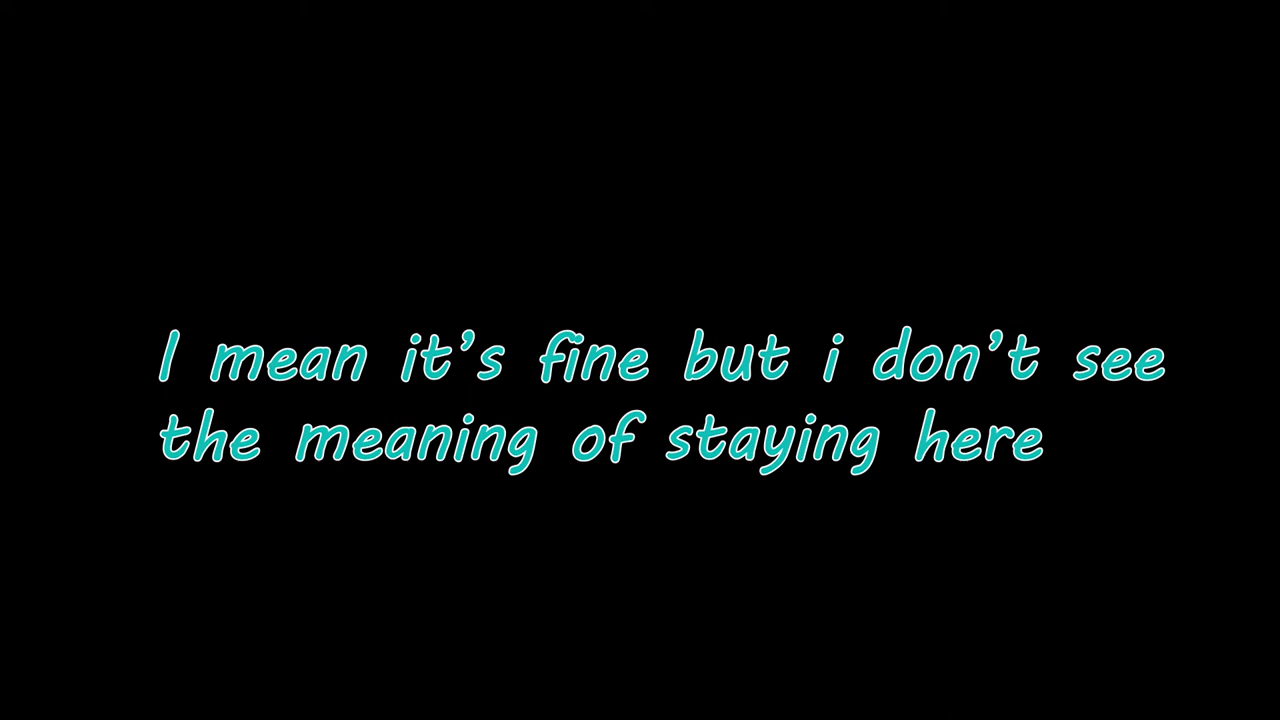 I mean it’s fine but i don’t see
the meaning of staying here